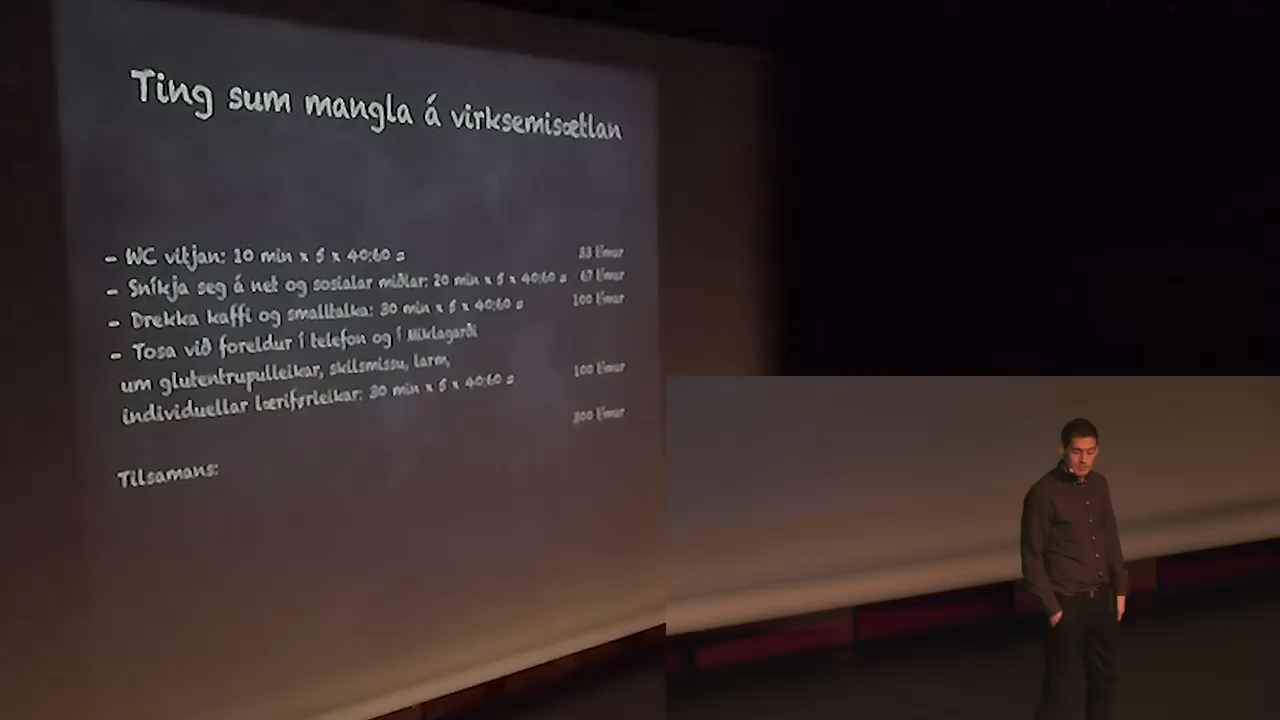 Ting sum mangla á virksemisætlan
- WC vitjan: 10 min x 5 x 40:60 = 33 tímar
- Sníkja seg á net og sosialar miðlar: 20 min x 5 x 40:60 = 67 tímar
- Drekka kaffi og smalltalka: 30 min x 5 x 40:60 = 100 tímar
- Tosa við foreldur í telefon og í Miklagarði
um glutentrupulleikar, skilsmissu, larm,
individuellar læriførleikar: 30 min x 5 x 40:60 = 100 tímar
300 tímar
Tilsamans: